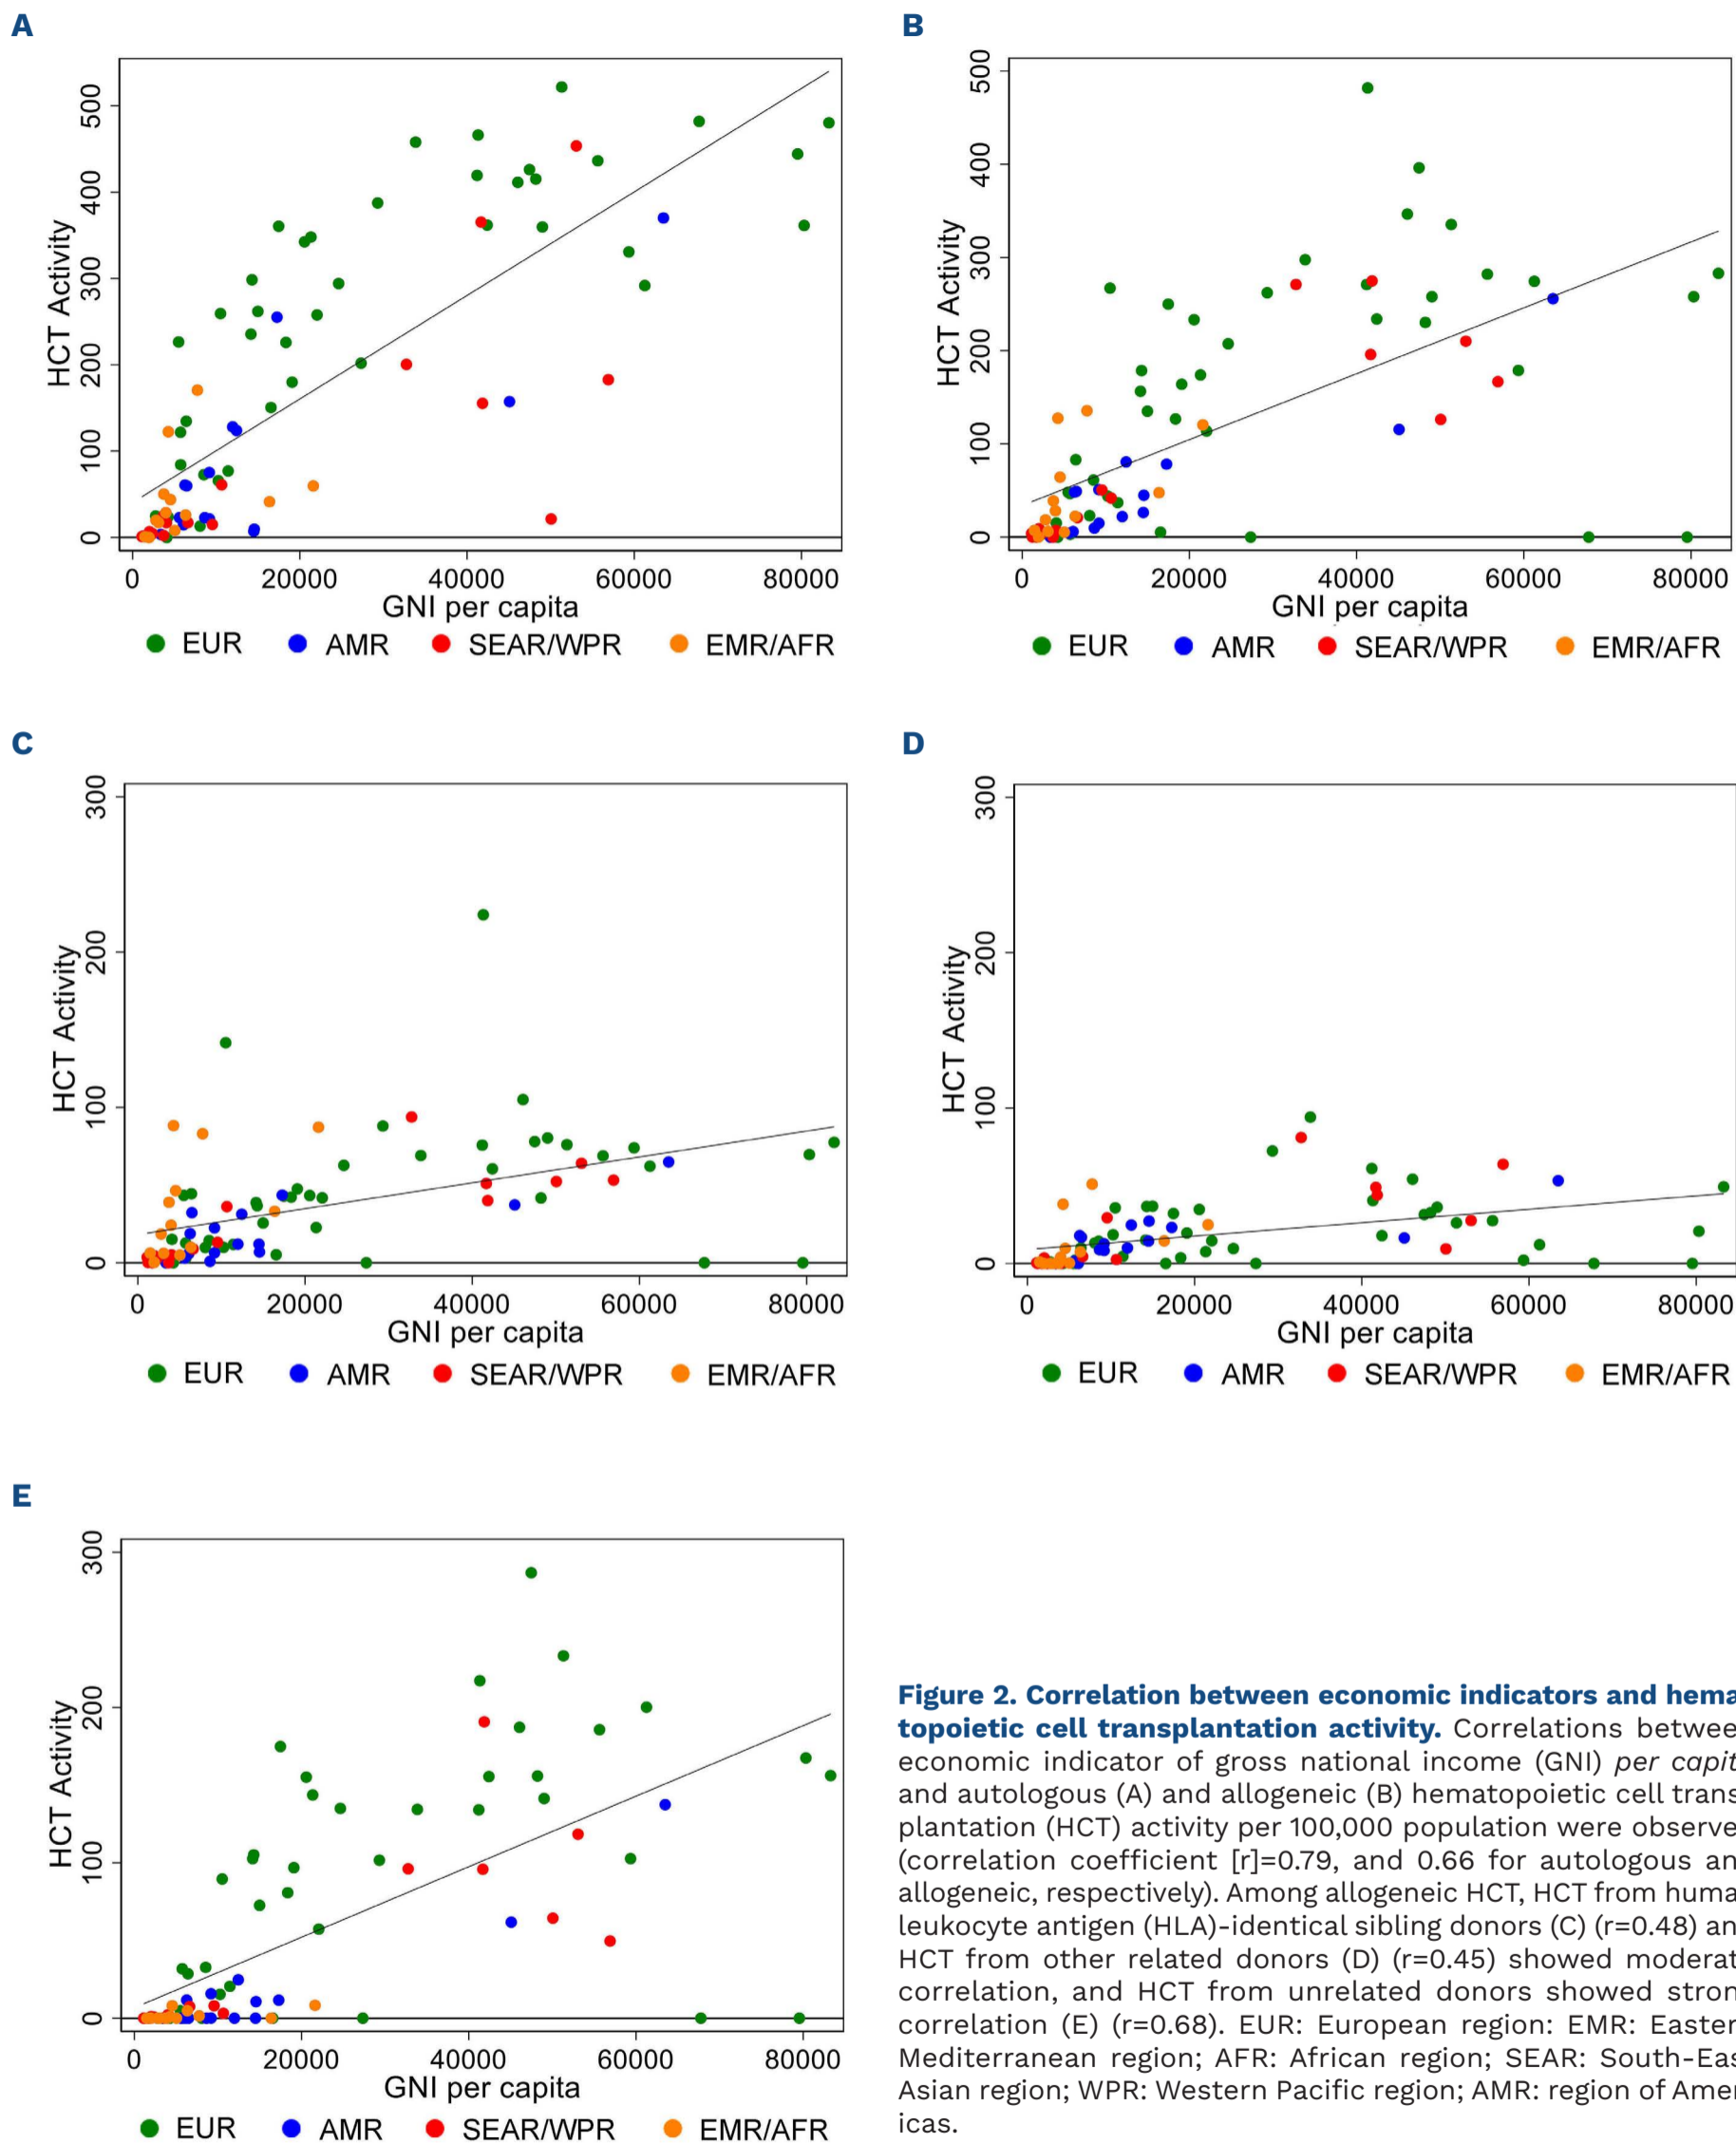 A
HCT Activity
0 100 200 300 400 500
0 20000 40000 60000 80000
GNI per capita
EUR AMR SEAR/WPR EMR/AFR
B
HCT Activity
0 100 200 300 400 500
0 20000 40000 60000 80000
GNI per capita
EUR AMR SEAR/WPR EMR/AFR
C
HCT Activity
0 100 200 300
0 20000 40000 60000 80000
GNI per capita
EUR AMR SEAR/WPR EMR/AFR
D
HCT Activity
0 100 200 300
0 20000 40000 60000 80000
GNI per capita
EUR AMR SEAR/WPR EMR/AFR
E
HCT Activity
0 100 200 300
0 20000 40000 60000 80000
GNI per capita
EUR AMR SEAR/WPR EMR/AFR
Figure 2. Correlation between economic indicators and hema
topoietic cell transplantation activity. Correlations betwee
economic indicator of gross national income (GNI) per capit
and autologous (A) and allogeneic (B) hematopoietic cell trans
plantation (HCT) activity per 100,000 population were observe
(correlation coefficient [r]=0.79, and 0.66 for autologous an
allogeneic, respectively). Among allogeneic HCT, HCT from huma
leukocyte antigen (HLA)-identical sibling donors (C) (r=0.48) an
HCT from other related donors (D) (r=0.45) showed moderat
correlation, and HCT from unrelated donors showed stron
correlation (E) (r=0.68). EUR: European region: EMR: Easter
Mediterranean region; AFR: African region; SEAR: South-Eas
Asian region; WPR: Western Pacific region; AMR: region of Amer
icas.